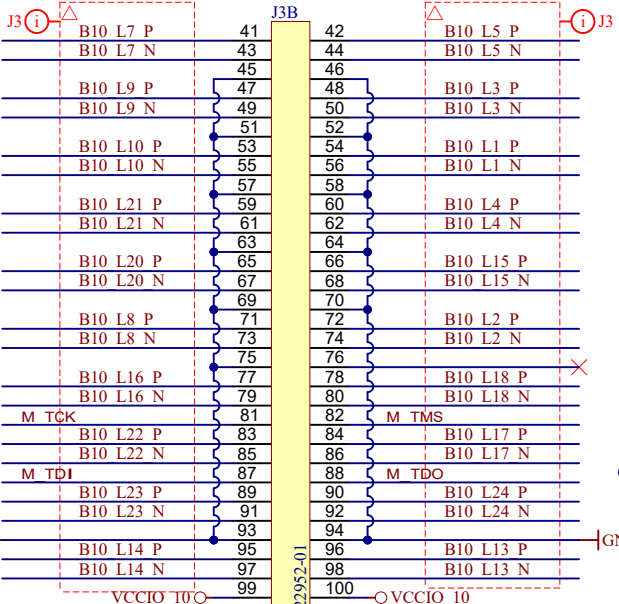 J3B
J3 i i J3
B10 L7 P 41 42 B10 L5 P
B10 L7 N 43 44 B10 L5 N
45 46
B10 L9 P 47 48 B10 L3 P
B10 L9 N 49 50 B10 L3 N
51 52
B10 L10 P 53 54 B10 L1 P
B10 L10 N 55 56 B10 L1 N
57 58
B10 L21 P 59 60 B10 L4 P
B10 L21 N 61 62 B10 L4 N
63 64
B10 L20 P 65 66 B10 L15 P
B10 L20 N 67 68 B10 L15 N
69 70
B10 L8 P 71 72 B10 L2 P
B10 L8 N 73 74 B10 L2 N
75 76
B10 L16 P 77 78 B10 L18 P
B10 L16 N 79 80 B10 L18 N
M_TCK 81 82 M_TMS
B10 L22 P 83 84 B10 L17 P
B10 L22 N 85 86 B10 L17 N
M_TDI 87 88 M_TDO
B10 L23 P 89 90 B10 L24 P
B10 L23 N 91 92 B10 L24 N
93 94
GN
B10 L14 P 95 96 B10 L13 P
B10 L14 N 97 98 B10 L13 N
99 100
VCCIO 10 VCCIO 10
22952-01